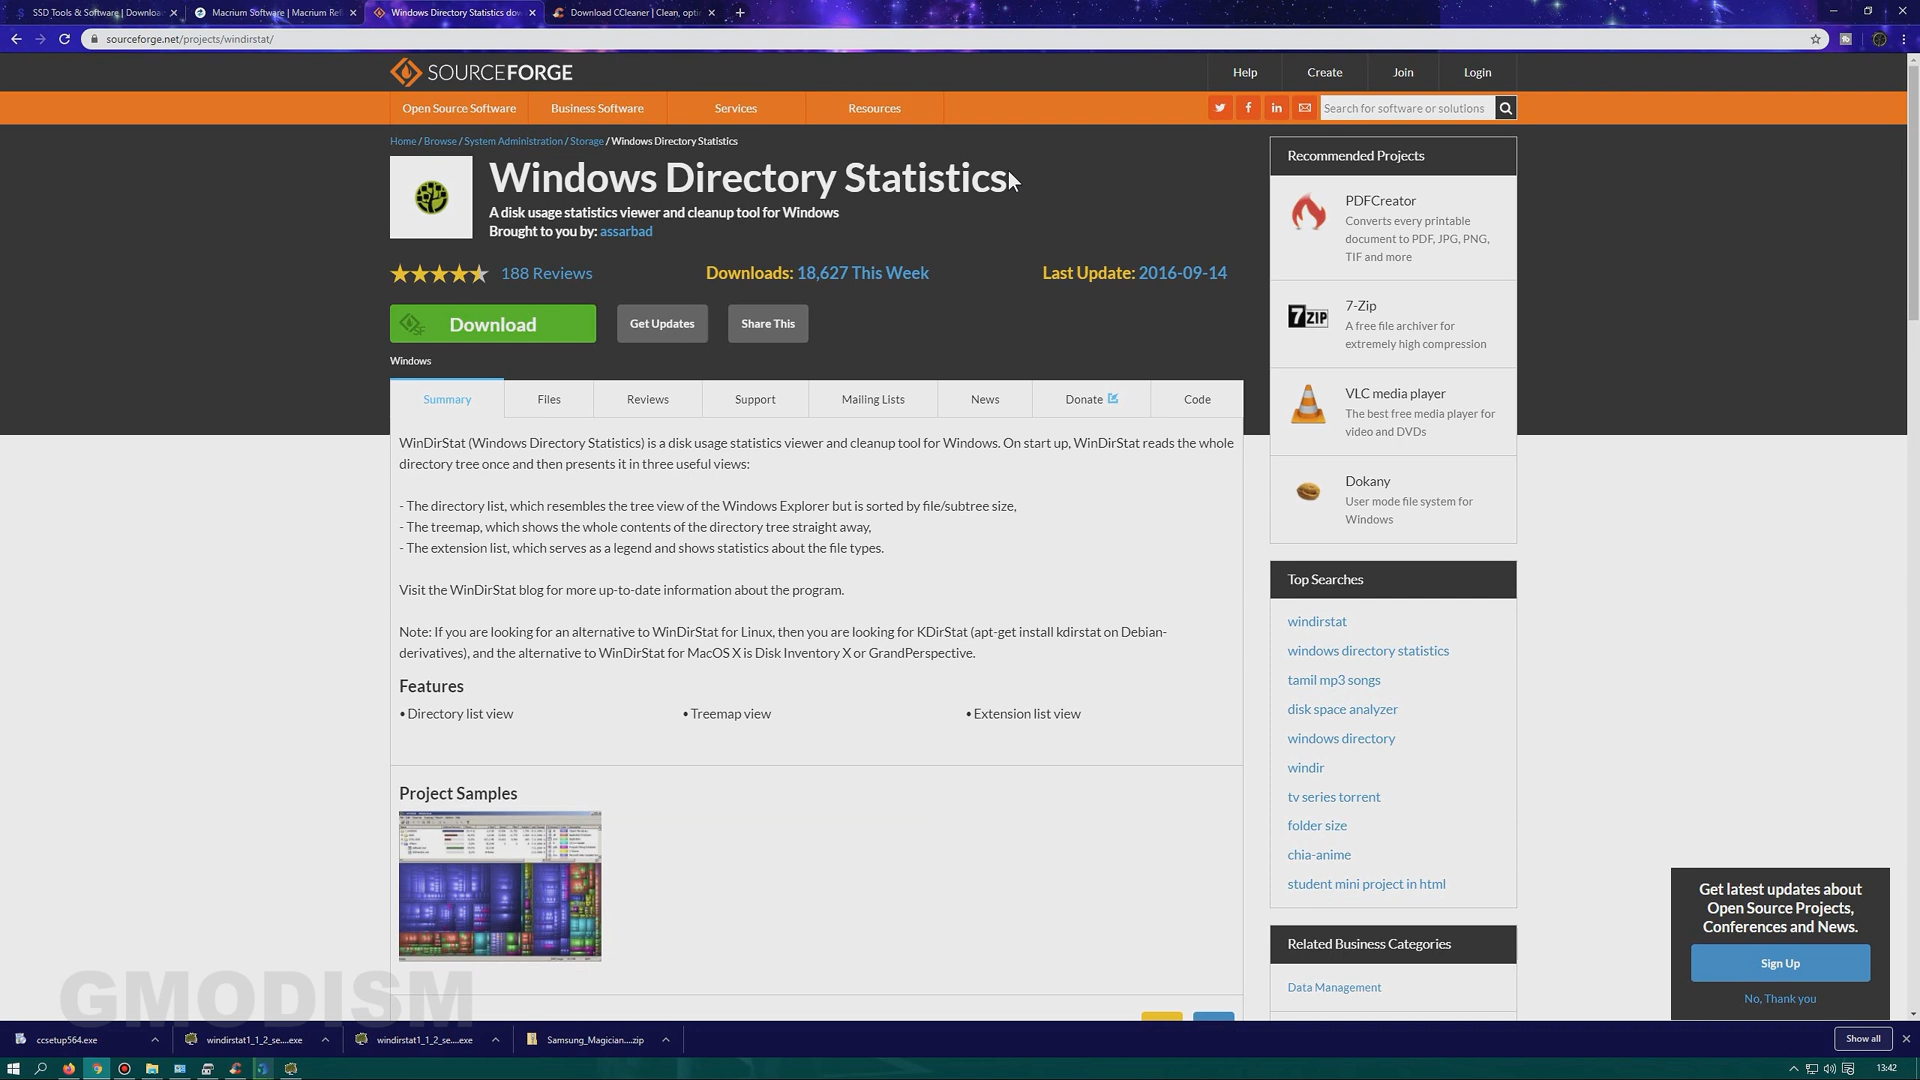 SSD Tools & Software | Downloa
Macrium Software | Macrium Refl
Windows Directory Statistics dow
Download CCleaner | Clean, opti
sourceforge.net/projects/windirstat/
SOURCEFORGE
Help
Create
Join
Login
Open Source Software
Business Software
Services
Resources
Search for software or solutions
Home / Browse / System Administration / Storage / Windows Directory Statistics
Windows Directory Statistics
A disk usage statistics viewer and cleanup tool for Windows
Brought to you by: assarbad
188 Reviews
Downloads: 18,627 This Week
Last Update: 2016-09-14
SF
Download
Get Updates
Share This
Windows
Summary
Files
Reviews
Support
Mailing Lists
News
Donate
Code
WinDirStat (Windows Directory Statistics) is a disk usage statistics viewer and cleanup tool for Windows. On start up, WinDirStat reads the whole
directory tree once and then presents it in three useful views:
- The directory list, which resembles the tree view of the Windows Explorer but is sorted by file/subtree size,
- The treemap, which shows the whole contents of the directory tree straight away,
- The extension list, which serves as a legend and shows statistics about the file types.
Visit the WinDirStat blog for more up-to-date information about the program.
Note: If you are looking for an alternative to WinDirStat for Linux, then you are looking for KDirStat (apt-get install kdirstat on Debian-
derivatives), and the alternative to WinDirStat for MacOS X is Disk Inventory X or GrandPerspective.
Features
• Directory list view
• Treemap view
• Extension list view
Project Samples
Recommended Projects
PDFCreator
Converts every printable
document to PDF, JPG, PNG,
TIF and more
7ZIP
7-Zip
A free file archiver for
extremely high compression
VLC media player
The best free media player for
video and DVDs
Dokany
User mode file system for
Windows
Top Searches
windirstat
windows directory statistics
tamil mp3 songs
disk space analyzer
windows directory
windir
tv series torrent
folder size
chia-anime
student mini project in html
Related Business Categories
Data Management
Get latest updates about
Open Source Projects,
Conferences and News.
Sign Up
No, Thank you
GMODISM
ccsetup564.exe
windirstat1_1_2_se....exe
windirstat1_1_2_se....exe
Samsung_Magician....zip
Show all
13:42